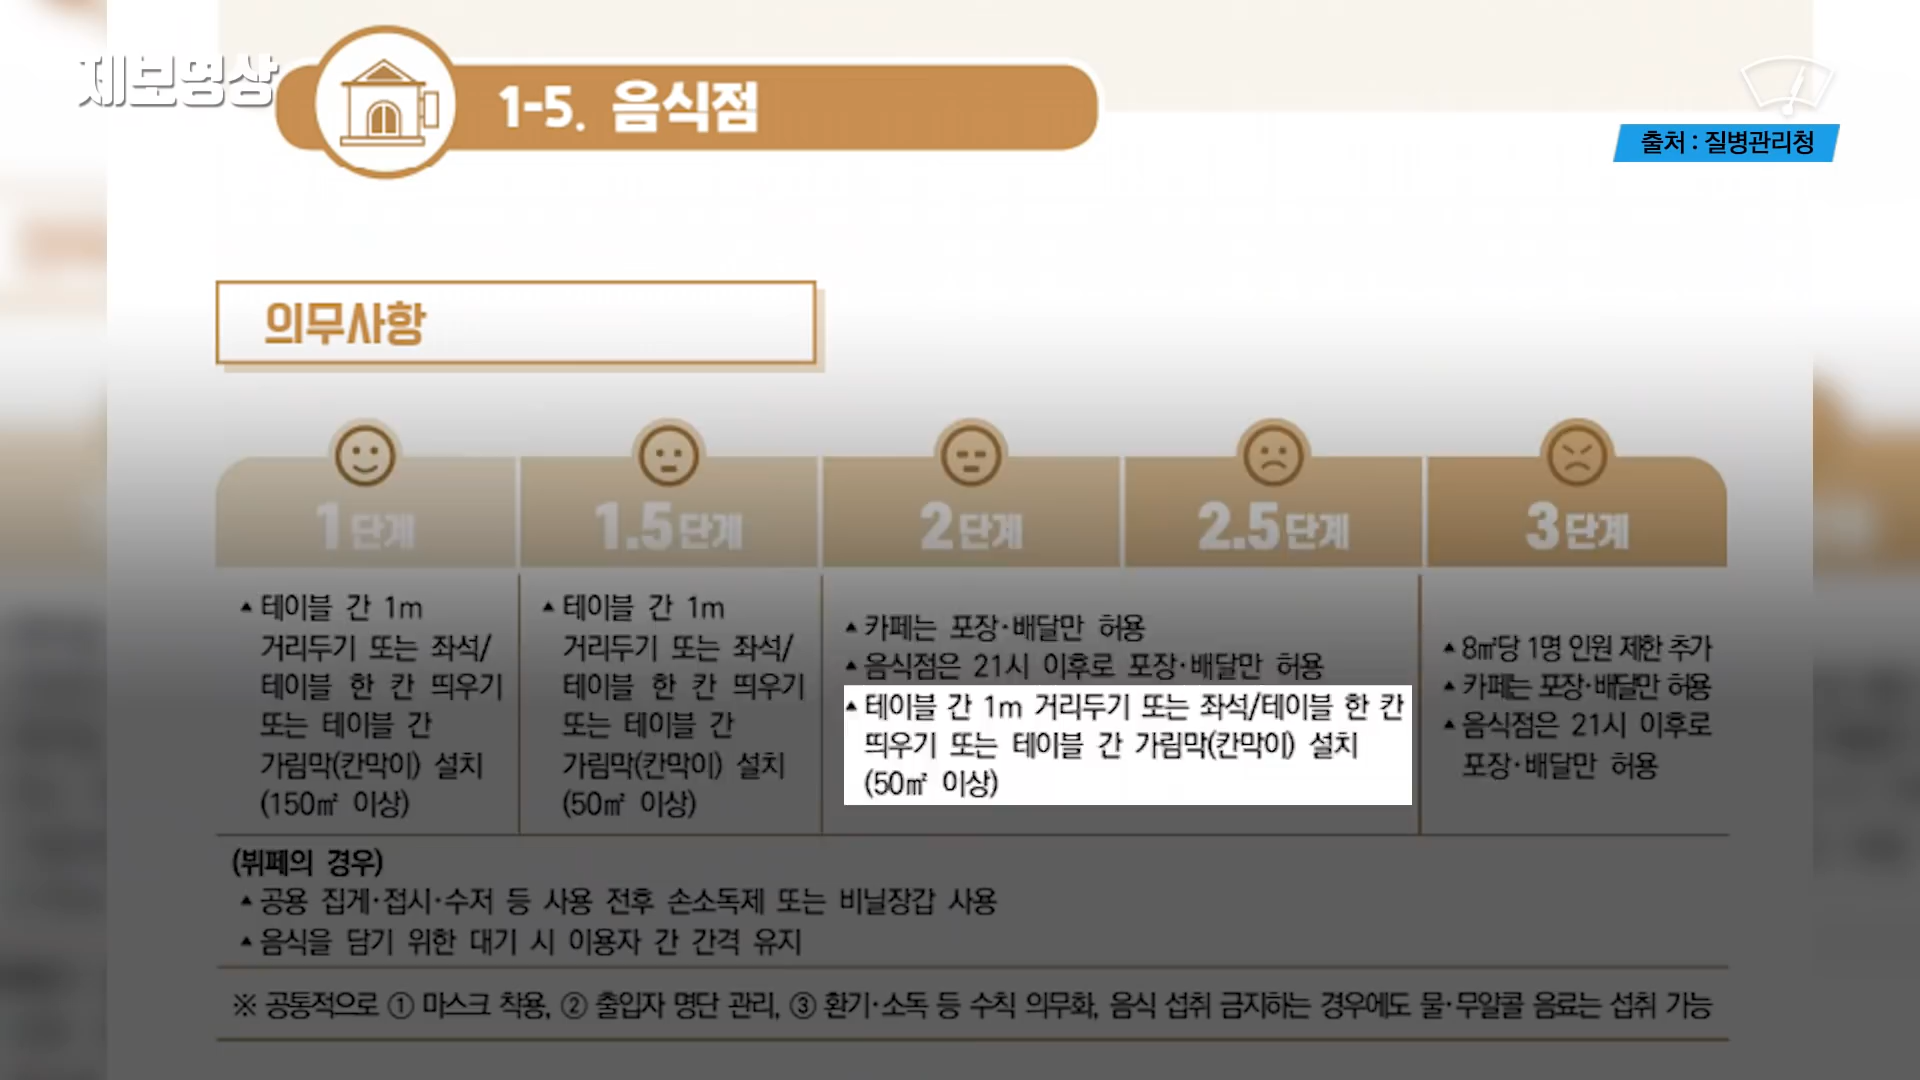 제보영상
1-5. 음식점
출처 : 질병관리청
의무사항
1단계
1.5단계
2단계
2.5단계
3단계
▲ 테이블 간 1m
거리두기 또는 좌석/
테이블 한 칸 띄우기
또는 테이블 간
가림막(칸막이) 설치
(150㎡ 이상)
▲ 테이블 간 1m
거리두기 또는 좌석/
테이블 한 칸 띄우기
또는 테이블 간
가림막(칸막이) 설치
(50㎡ 이상)
▲ 카페는 포장·배달만 허용
▲ 음식점은 21시 이후로 포장·배달만 허용
▲ 테이블 간 1m 거리두기 또는 좌석/테이블 한 칸
띄우기 또는 테이블 간 가림막(칸막이) 설치
(50㎡ 이상)
▲ 8㎡당 1명 인원 제한 추가
▲ 카페는 포장·배달만 허용
▲ 음식점은 21시 이후로
포장·배달만 허용
(뷔페의 경우)
▲ 공용 집게·접시·수저 등 사용 전후 손소독제 또는 비닐장갑 사용
▲ 음식을 담기 위한 대기 시 이용자 간 간격 유지
※ 공통적으로 ① 마스크 착용, ② 출입자 명단 관리, ③ 환기·소독 등 수칙 의무화, 음식 섭취 금지하는 경우에도 물·무알콜 음료는 섭취 가능